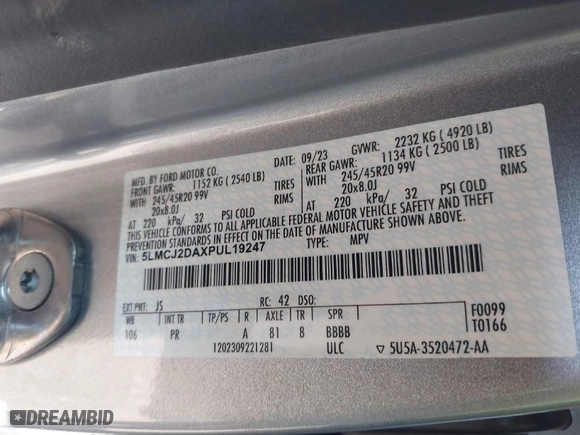 MFD. BY FORD MOTOR CO.
DATE: 09/23 GVWR: 2232 KG ( 4920 LB)
FRONT GAWR: 1152 KG ( 2540 LB) REAR GAWR: 1134 KG ( 2500 LB)
WITH 245/45R20 99V TIRES WITH 245/45R20 99V TIRES
20x8.0J RIMS 20x8.0J RIMS
AT 220 kPa/ 32 PSI COLD AT 220 kPa/ 32 PSI COLD
THIS VEHICLE CONFORMS TO ALL APPLICABLE FEDERAL MOTOR VEHICLE SAFETY AND THEFT
PREVENTION STANDARDS IN EFFECT ON THE DATE OF MANUFACTURE SHOWN ABOVE.
VIN: 5LMCJ2DAXPUL19247 TYPE: MPV
EXT PNT: JS RC: 42 DSO:
WB INT TR TP/PS R AXLE TR SPR
106 PR A 81 8 BBBB
F0099
T0166
1202309221281 ULC ▽ 5U5A-3520472-AA
DREAMBID